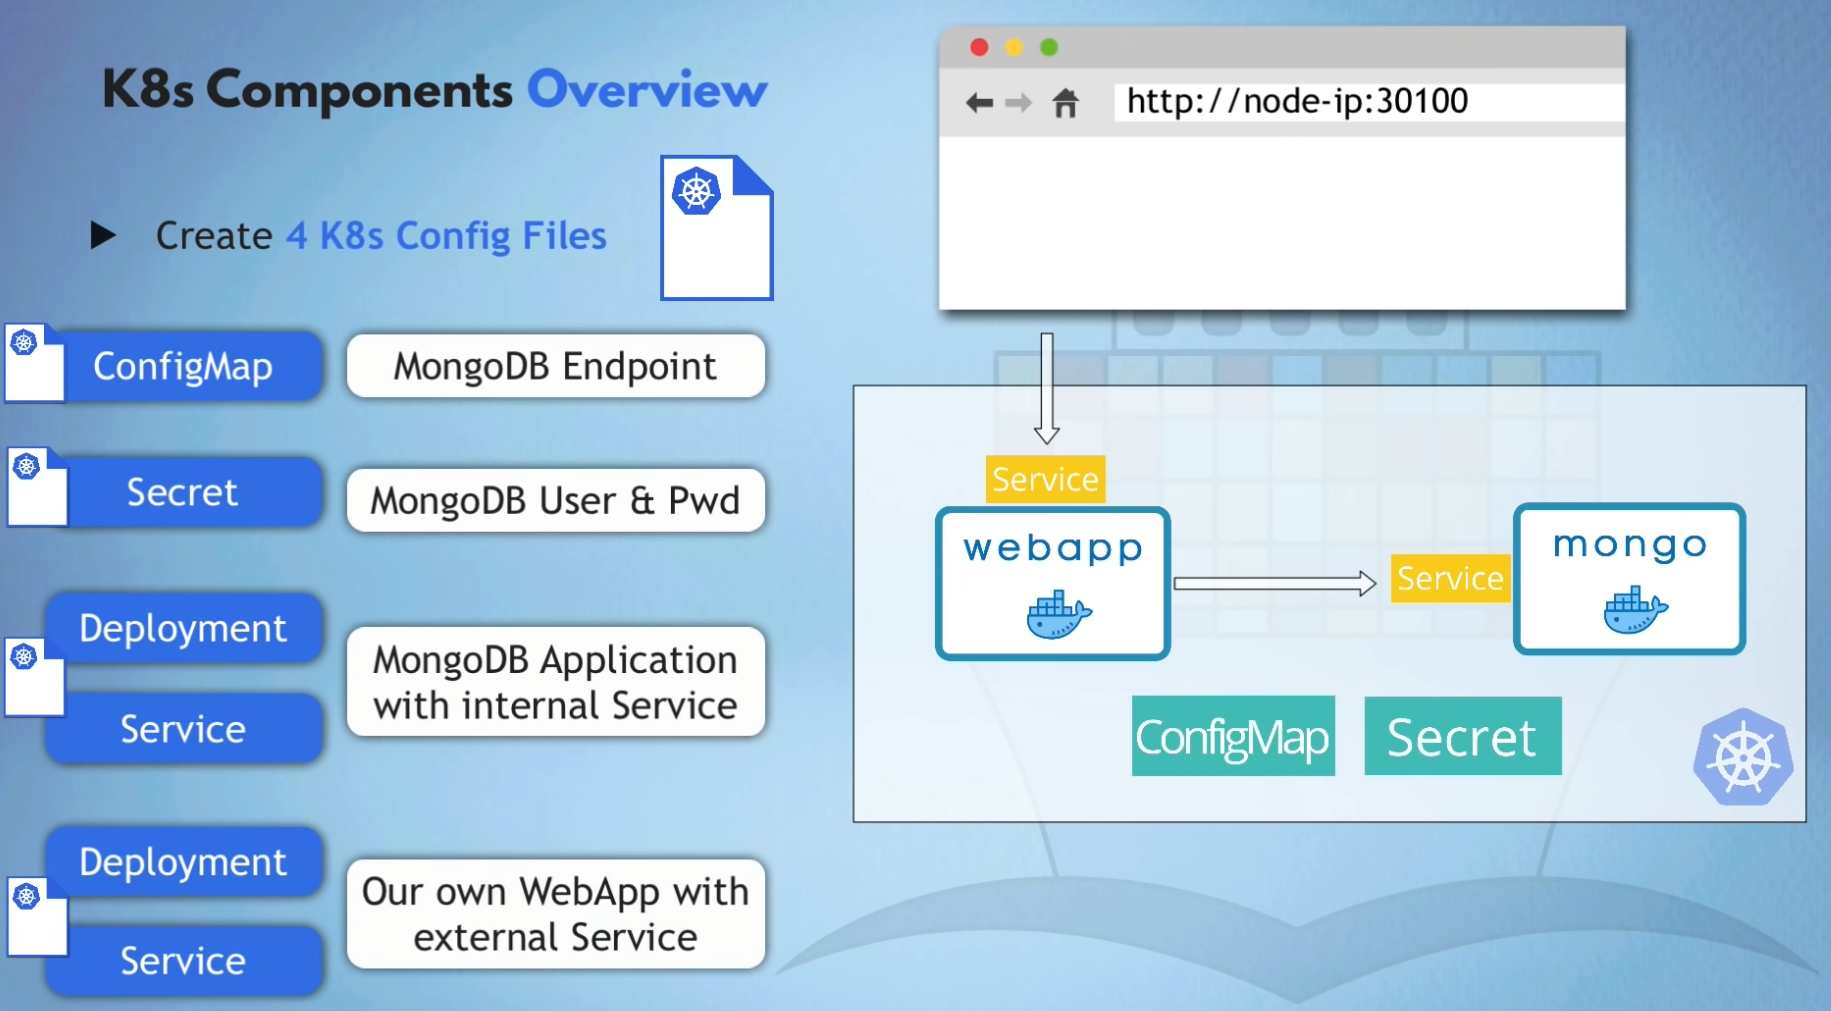 K8s Components Overview
Create 4 K8s Config Files
ConfigMap
MongoDB Endpoint
Secret
MongoDB User & Pwd
Deployment
Service
MongoDB Application
with internal Service
Deployment
Service
Our own WebApp with
external Service
http://node-ip:30100
Service
webapp
Service
mongo
ConfigMap
Secret